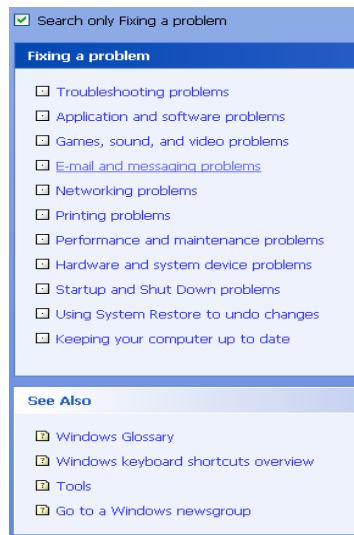 Search only Fixing a problem
Fixing a problem
Troubleshooting problems
Application and software problems
Games, sound, and video problems
E-mail and messaging problems
Networking problems
Printing problems
Performance and maintenance problems
Hardware and system device problems
Startup and Shut Down problems
Using System Restore to undo changes
Keeping your computer up to date
See Also
Windows Glossary
Windows keyboard shortcuts overview
Tools
Go to a Windows newsgroup